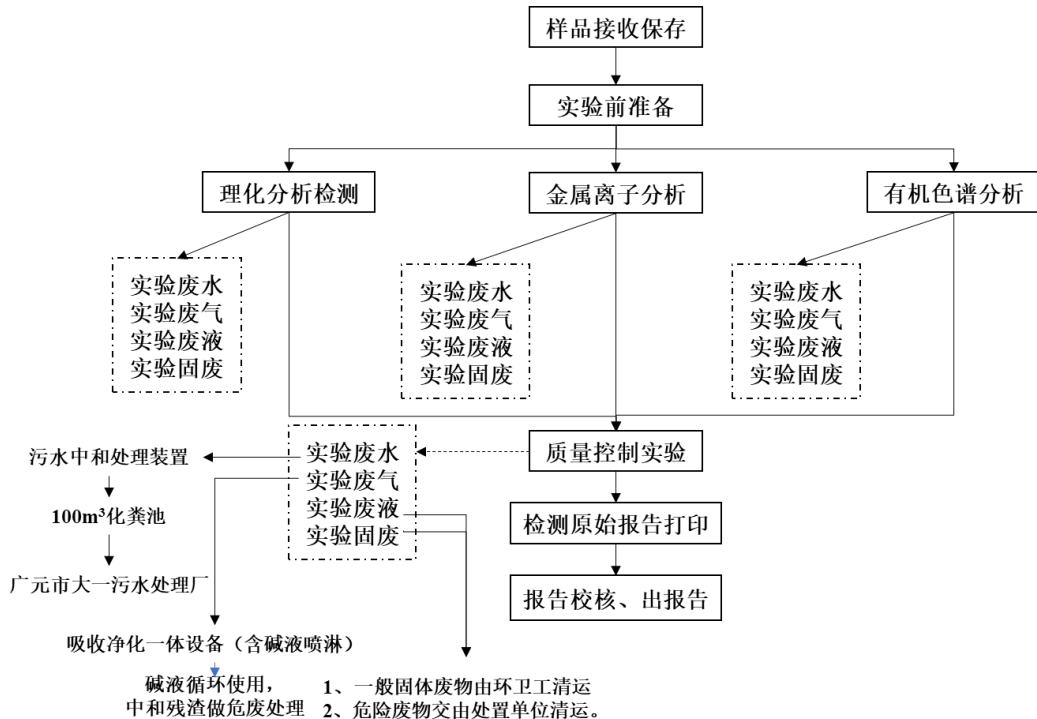 样品接收保存
实验前准备
理化分析检测
金属离子分析
有机色谱分析
实验废水
实验废气
实验废液
实验固废
实验废水
实验废气
实验废液
实验固废
实验废水
实验废气
实验废液
实验固废
质量控制实验
实验废水
实验废气
实验废液
实验固废
污水中和处理装置
100m³化粪池
广元市大一污水处理厂
检测原始报告打印
报告校核、出报告
吸收净化一体设备（含碱液喷淋）
碱液循环使用，
中和残渣做危废处理
1、一般固体废物由环卫工清运
2、危险废物交由处置单位清运。